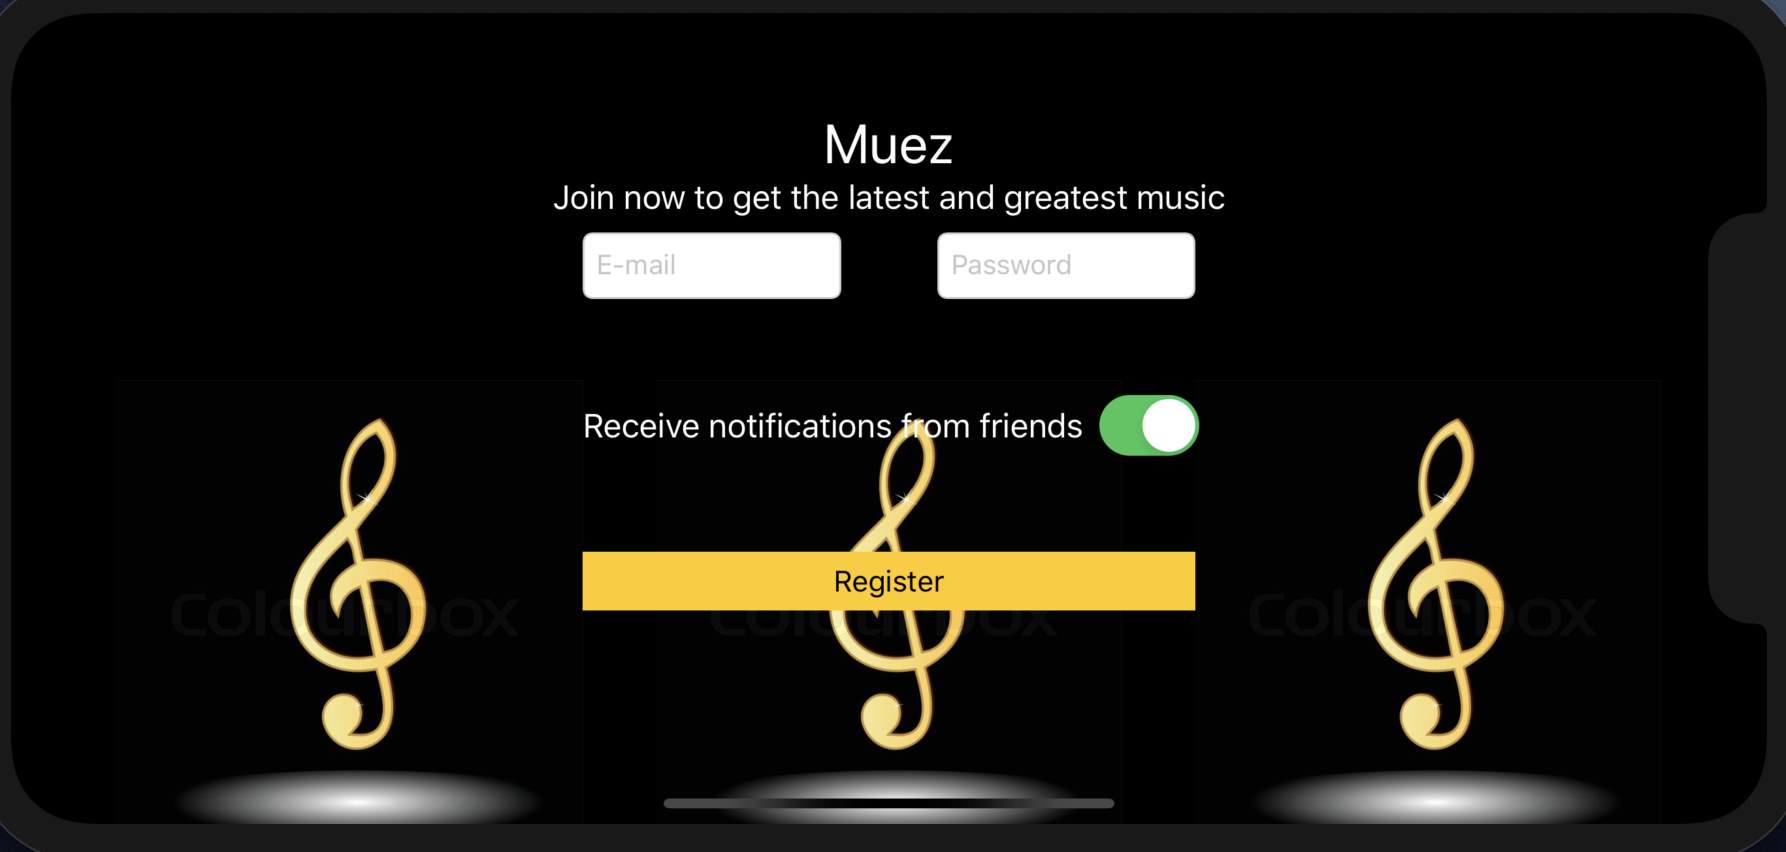 Muez
Join now to get the latest and greatest music
E-mail
Password
Receive notifications from friends
Register
Colourbox
Colourbox
Colourbox